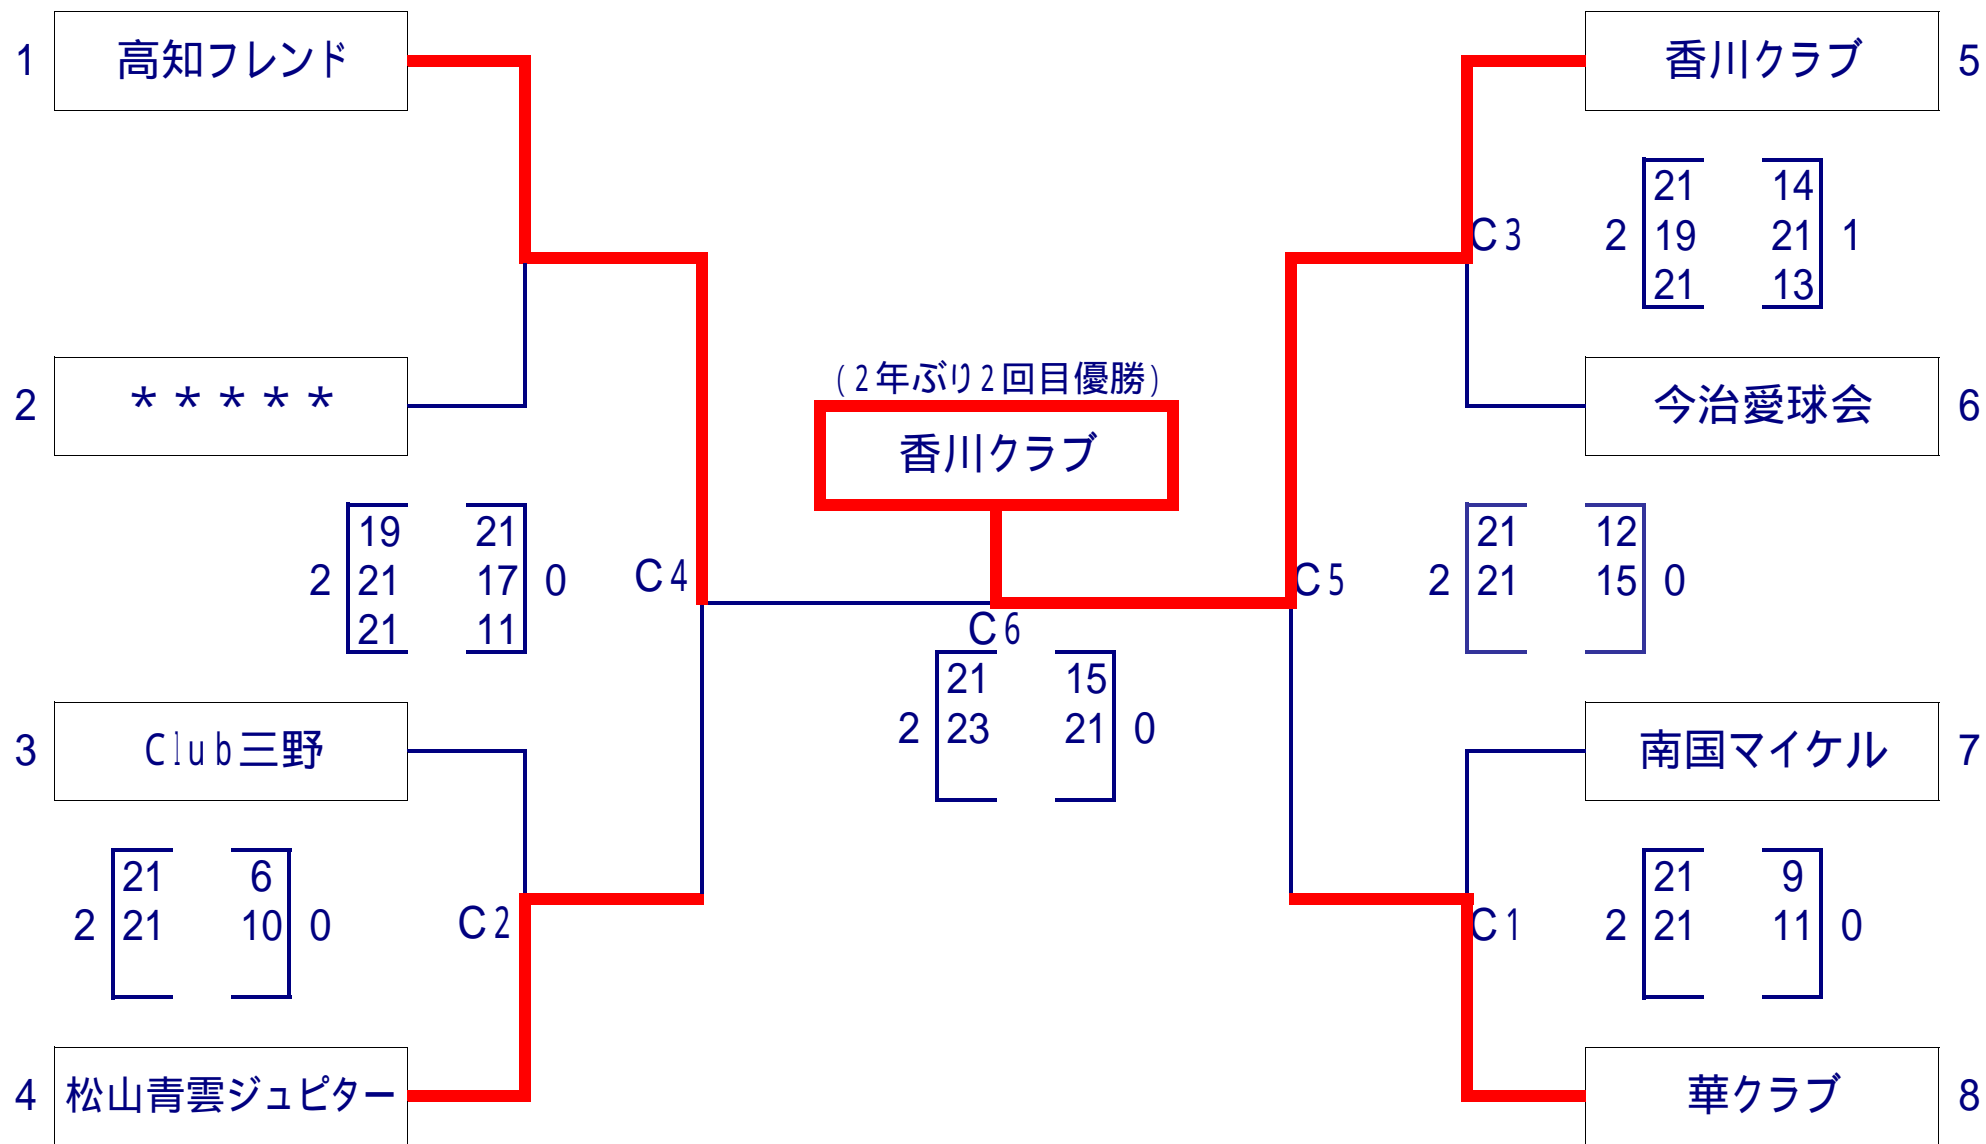 1 高知フレンド
香川クラブ 5
21 14
C3 2 19 21 1
21 13
2 *****
(2年ぶり2回目優勝)
今治愛球会 6
香川クラブ
19 21
2 21 17 0
21 11
C4
C5
21 12
2 21 15 0
C6
21 15
2 23 21 0
3 Club三野
南国マイケル 7
21 6
2 21 10 0
C2
C1
21 9
2 21 11 0
4 松山青雲ジュピター
華クラブ 8